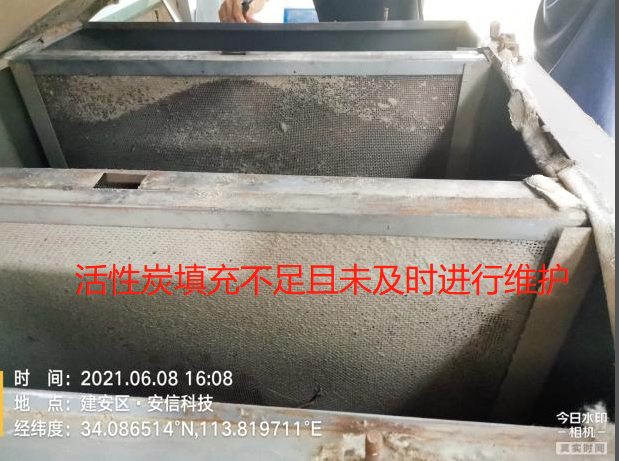 活性炭填充不足且未及时进行维护
时 间：2021.06.08 16:08
地 点：建安区·安信科技
经纬度：34.086514°N,113.819711°E
今日水印
相机
真实时间